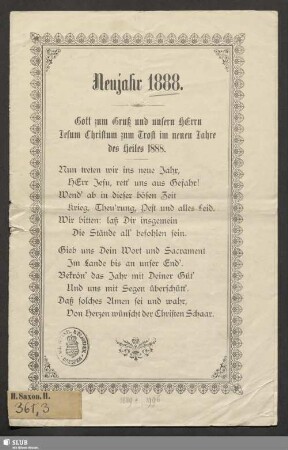 Neujahr 1888.
Gott zum Gruß und unsern HErrn
Jesum Christum zum Trost im neuen Jahre
des Heiles 1888.
Nun treten wir ins neue Jahr,
HErr Jesu, rett' uns aus Gefahr!
Wend' ab in dieser bösen Zeit
Krieg, Theu'rung, Pest und alles Leid.
Wir bitten: laß Dir insgemein
Die Stände all' befohlen sein.
Gieb uns Dein Wort und Sacrament
Im Lande bis an unser End'.
Bekrön' das Jahr mit Deiner Güt'
Und uns mit Segen überschütt'.
Daß solches Amen sei und wahr,
Von Herzen wünscht der Christen Schaar.
H. Saxon. H.
361, 3
SLUB